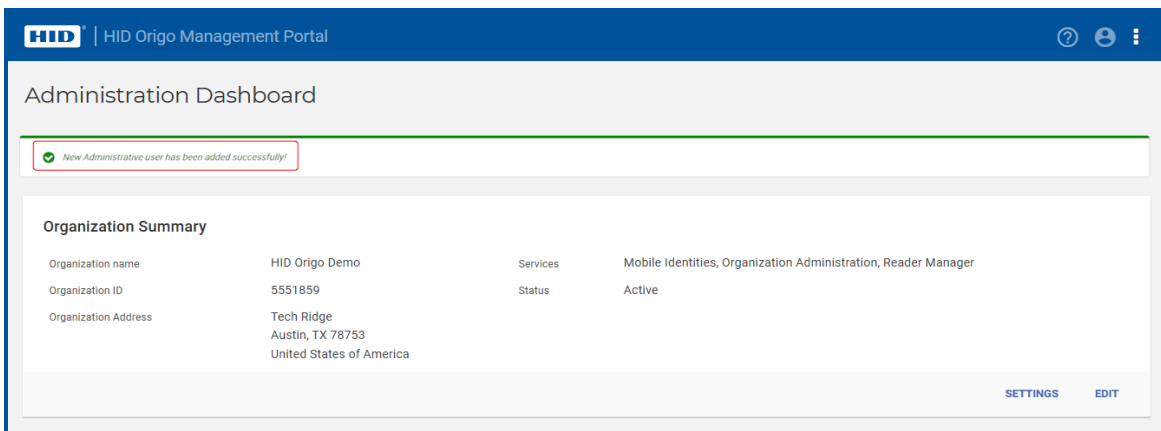 HID | HID Origo Management Portal
Administration Dashboard
New Administrative user has been added successfully!
Organization Summary
Organization name HID Origo Demo Services Mobile Identities, Organization Administration, Reader Manager
Organization ID 5551859 Status Active
Organization Address Tech Ridge
Austin, TX 78753
United States of America
SETTINGS EDIT